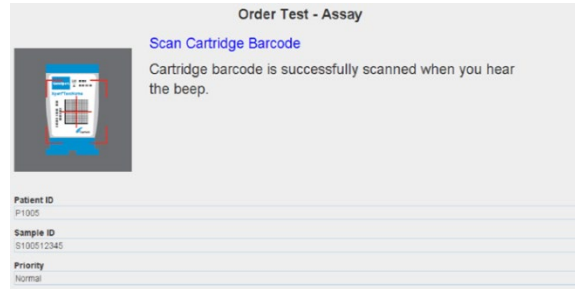 Order Test - Assay
Scan Cartridge Barcode
Cartridge barcode is successfully scanned when you hear
the beep.
Patient ID
P1005
Sample ID
S100512345
Priority
Normal